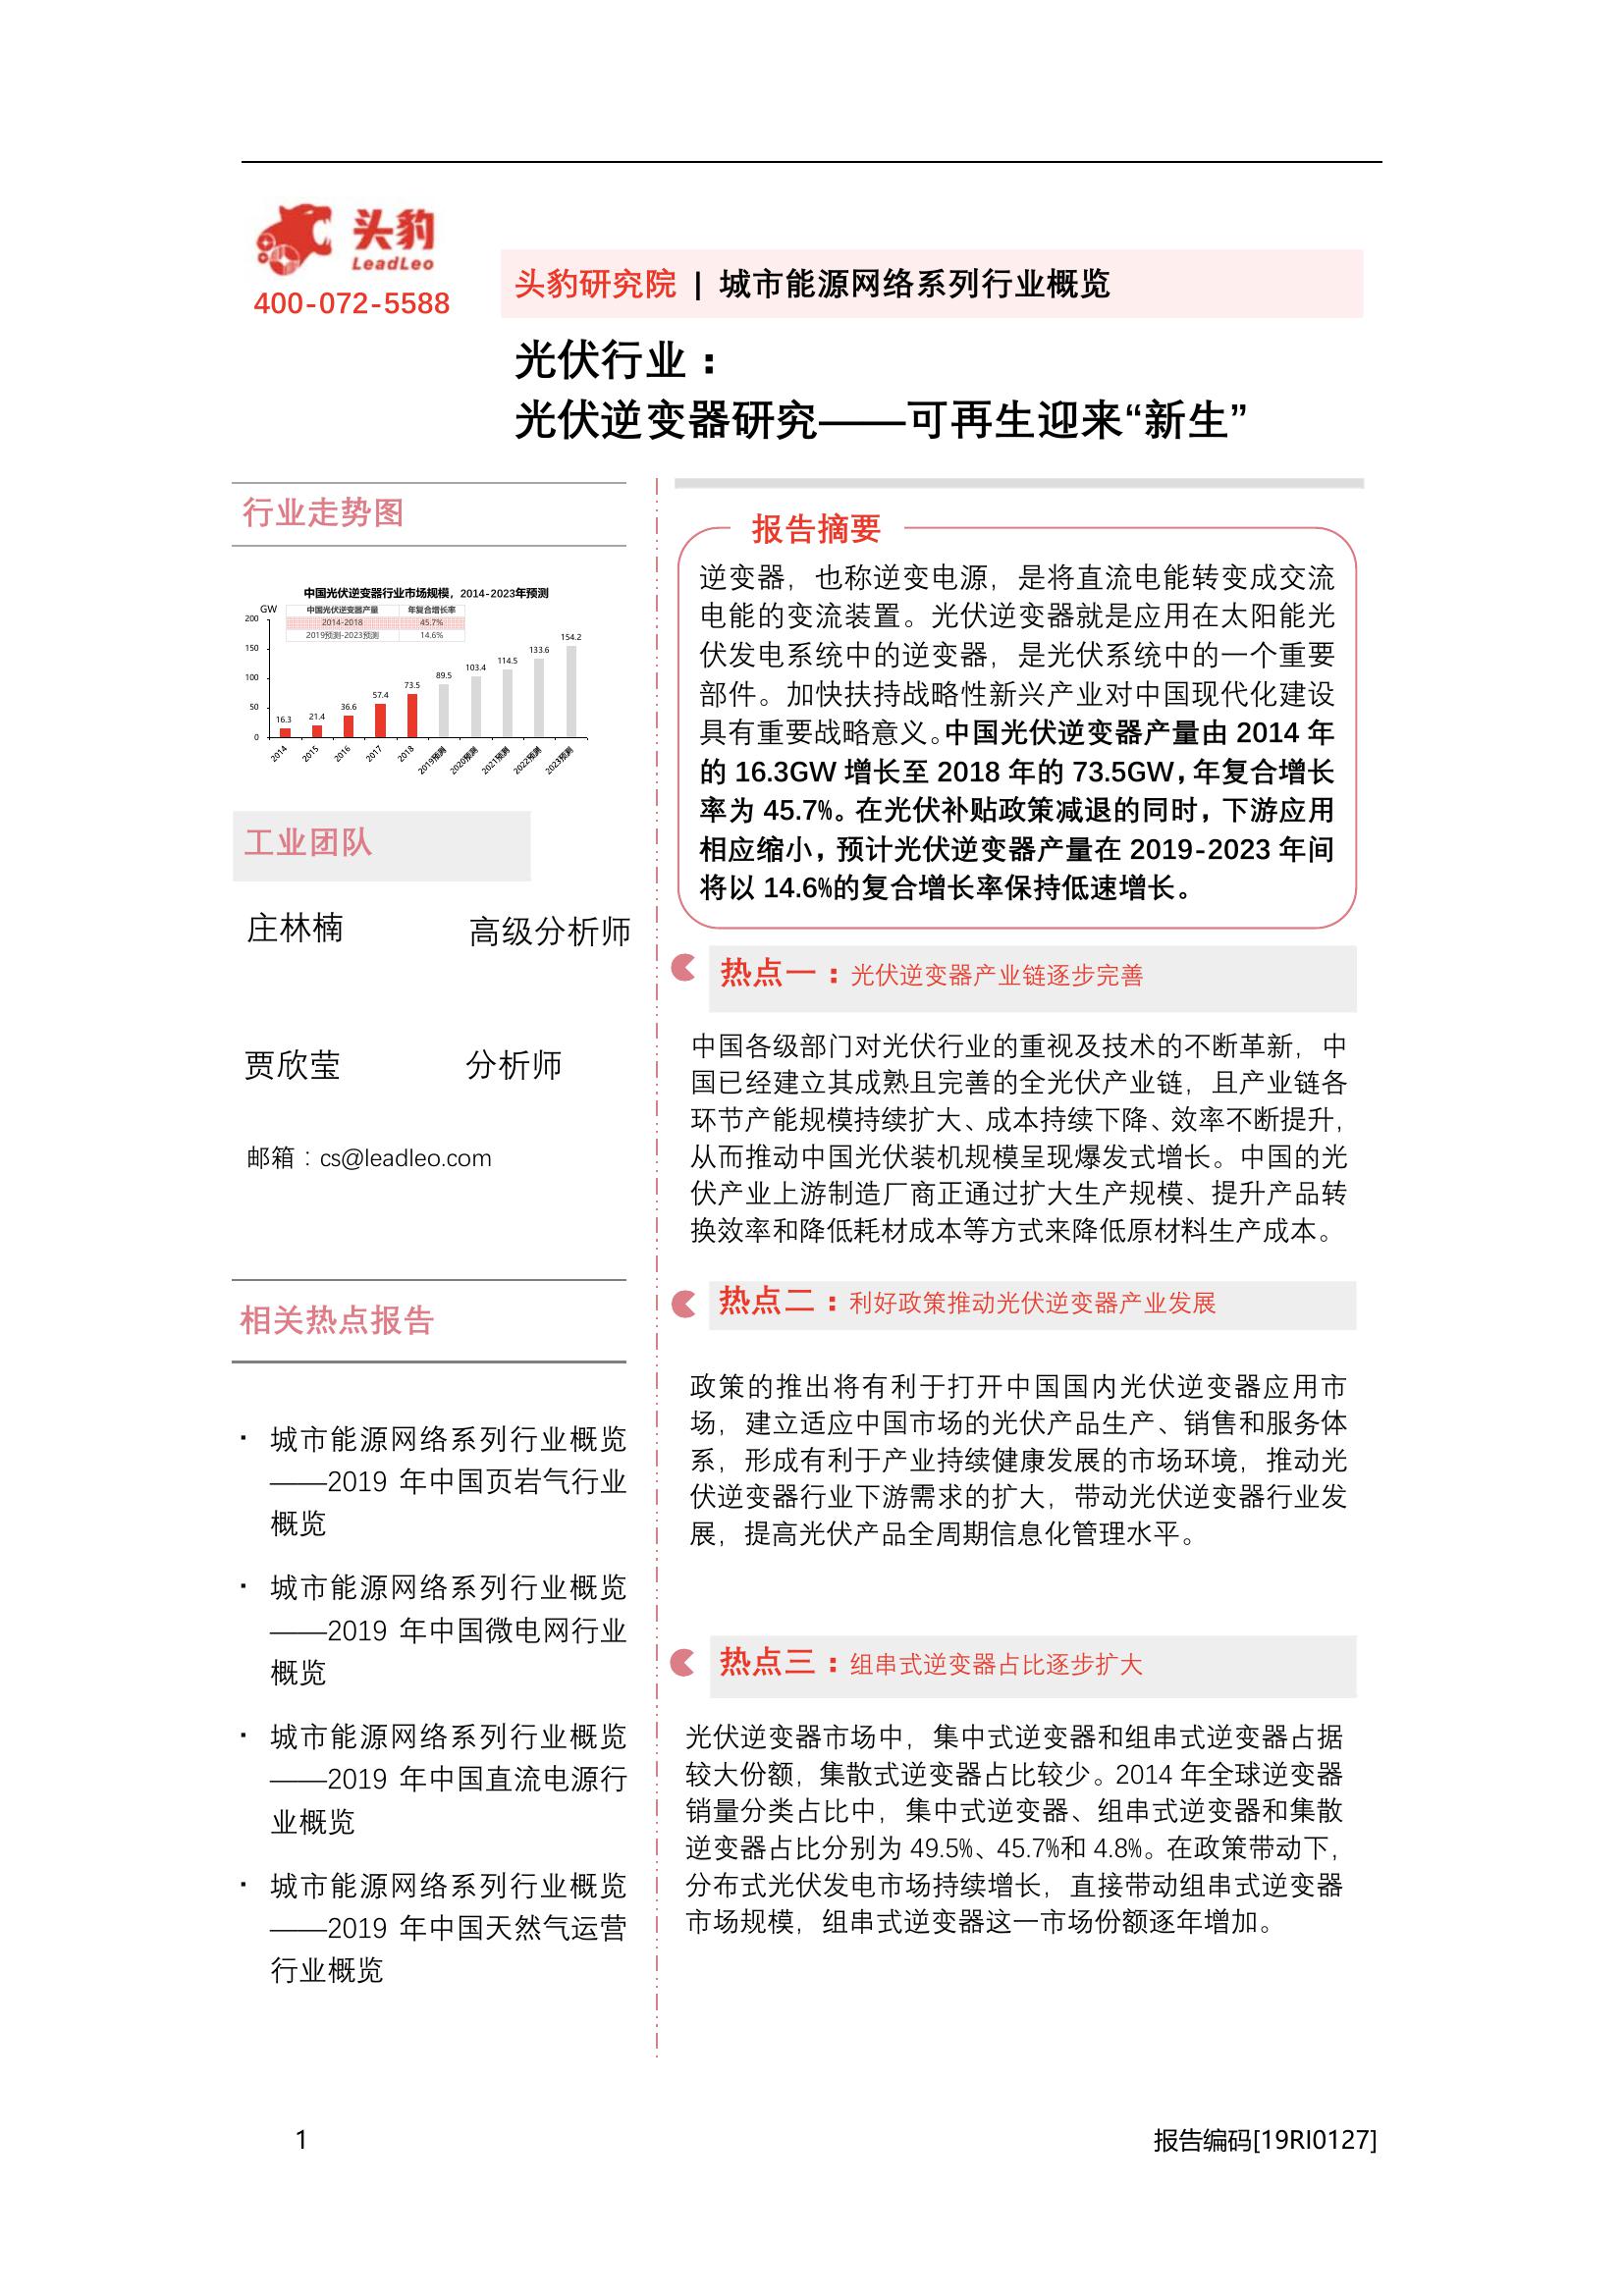 头豹
LeadLeo
400-072-5588
头豹研究院 | 城市能源网络系列行业概览
光伏行业：
光伏逆变器研究——可再生迎来“新生”
行业走势图
中国光伏逆变器行业市场规模，2014-2023年预测
GW
中国光伏逆变器产量 年复合增长率
2014-2018 45.7%
2019预测-2023预测 14.6%
200
150
100
50
0
16.3 21.4 36.6 57.4 73.5 89.5 103.4 114.5 133.6 154.2
2014 2015 2016 2017 2018 2019预测 2020预测 2021预测 2022预测 2023预测
工业团队
庄林楠 高级分析师
贾欣莹 分析师
邮箱：cs@leadleo.com
相关热点报告
· 城市能源网络系列行业概览
——2019 年中国页岩气行业
概览
· 城市能源网络系列行业概览
——2019 年中国微电网行业
概览
· 城市能源网络系列行业概览
——2019 年中国直流电源行
业概览
· 城市能源网络系列行业概览
——2019 年中国天然气运营
行业概览
报告摘要
逆变器，也称逆变电源，是将直流电能转变成交流
电能的变流装置。光伏逆变器就是应用在太阳能光
伏发电系统中的逆变器，是光伏系统中的一个重要
部件。加快扶持战略性新兴产业对中国现代化建设
具有重要战略意义。中国光伏逆变器产量由 2014 年
的 16.3GW 增长至 2018 年的 73.5GW，年复合增长
率为 45.7%。在光伏补贴政策减退的同时，下游应用
相应缩小，预计光伏逆变器产量在 2019-2023 年间
将以 14.6%的复合增长率保持低速增长。
热点一：光伏逆变器产业链逐步完善
中国各级部门对光伏行业的重视及技术的不断革新，中
国已经建立其成熟且完善的全光伏产业链，且产业链各
环节产能规模持续扩大、成本持续下降、效率不断提升，
从而推动中国光伏装机规模呈现爆发式增长。中国的光
伏产业上游制造厂商正通过扩大生产规模、提升产品转
换效率和降低耗材成本等方式来降低原材料生产成本。
热点二：利好政策推动光伏逆变器产业发展
政策的推出将有利于打开中国国内光伏逆变器应用市
场，建立适应中国市场的光伏产品生产、销售和服务体
系，形成有利于产业持续健康发展的市场环境，推动光
伏逆变器行业下游需求的扩大，带动光伏逆变器行业发
展，提高光伏产品全周期信息化管理水平。
热点三：组串式逆变器占比逐步扩大
光伏逆变器市场中，集中式逆变器和组串式逆变器占据
较大份额，集散式逆变器占比较少。2014 年全球逆变器
销量分类占比中，集中式逆变器、组串式逆变器和集散
逆变器占比分别为 49.5%、45.7%和 4.8%。在政策带动下，
分布式光伏发电市场持续增长，直接带动组串式逆变器
市场规模，组串式逆变器这一市场份额逐年增加。
1
报告编码[19RI0127]